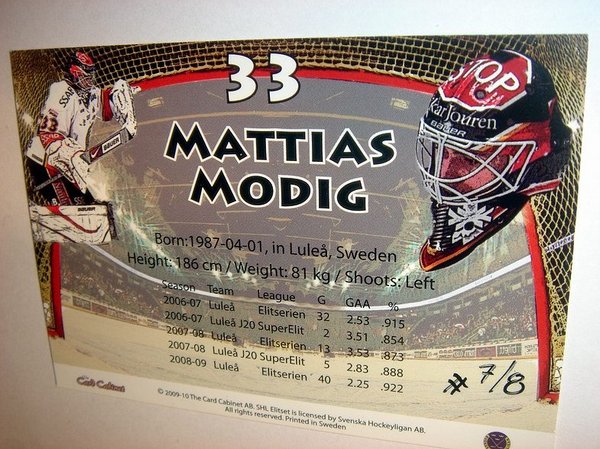 33
MATTIAS
MODIG
STOP
kar Jouren
BAUER
SSAP
Born:1987-04-01, in Luleå, Sweden
Height: 186 cm / Weight: 81 kg / Shoots: Left
Season Team League G GAA %
2006-07 Luleå Elitserien 32 2.53 .915
2006-07 Luleå J20 SuperElit 2 3.51 .854
2007-08 Luleå Elitserien 13 3.53 .873
2007-08 Luleå J20 SuperElit 5 2.83 .888
2008-09 Luleå Elitserien 40 2.25 .922
# 7/8
Card Cabinet
© 2009-10 The Card Cabinet AB. SHL Elitset is licensed by Svenska Hockeyligan AB.
All rights reserved. Printed in Sweden